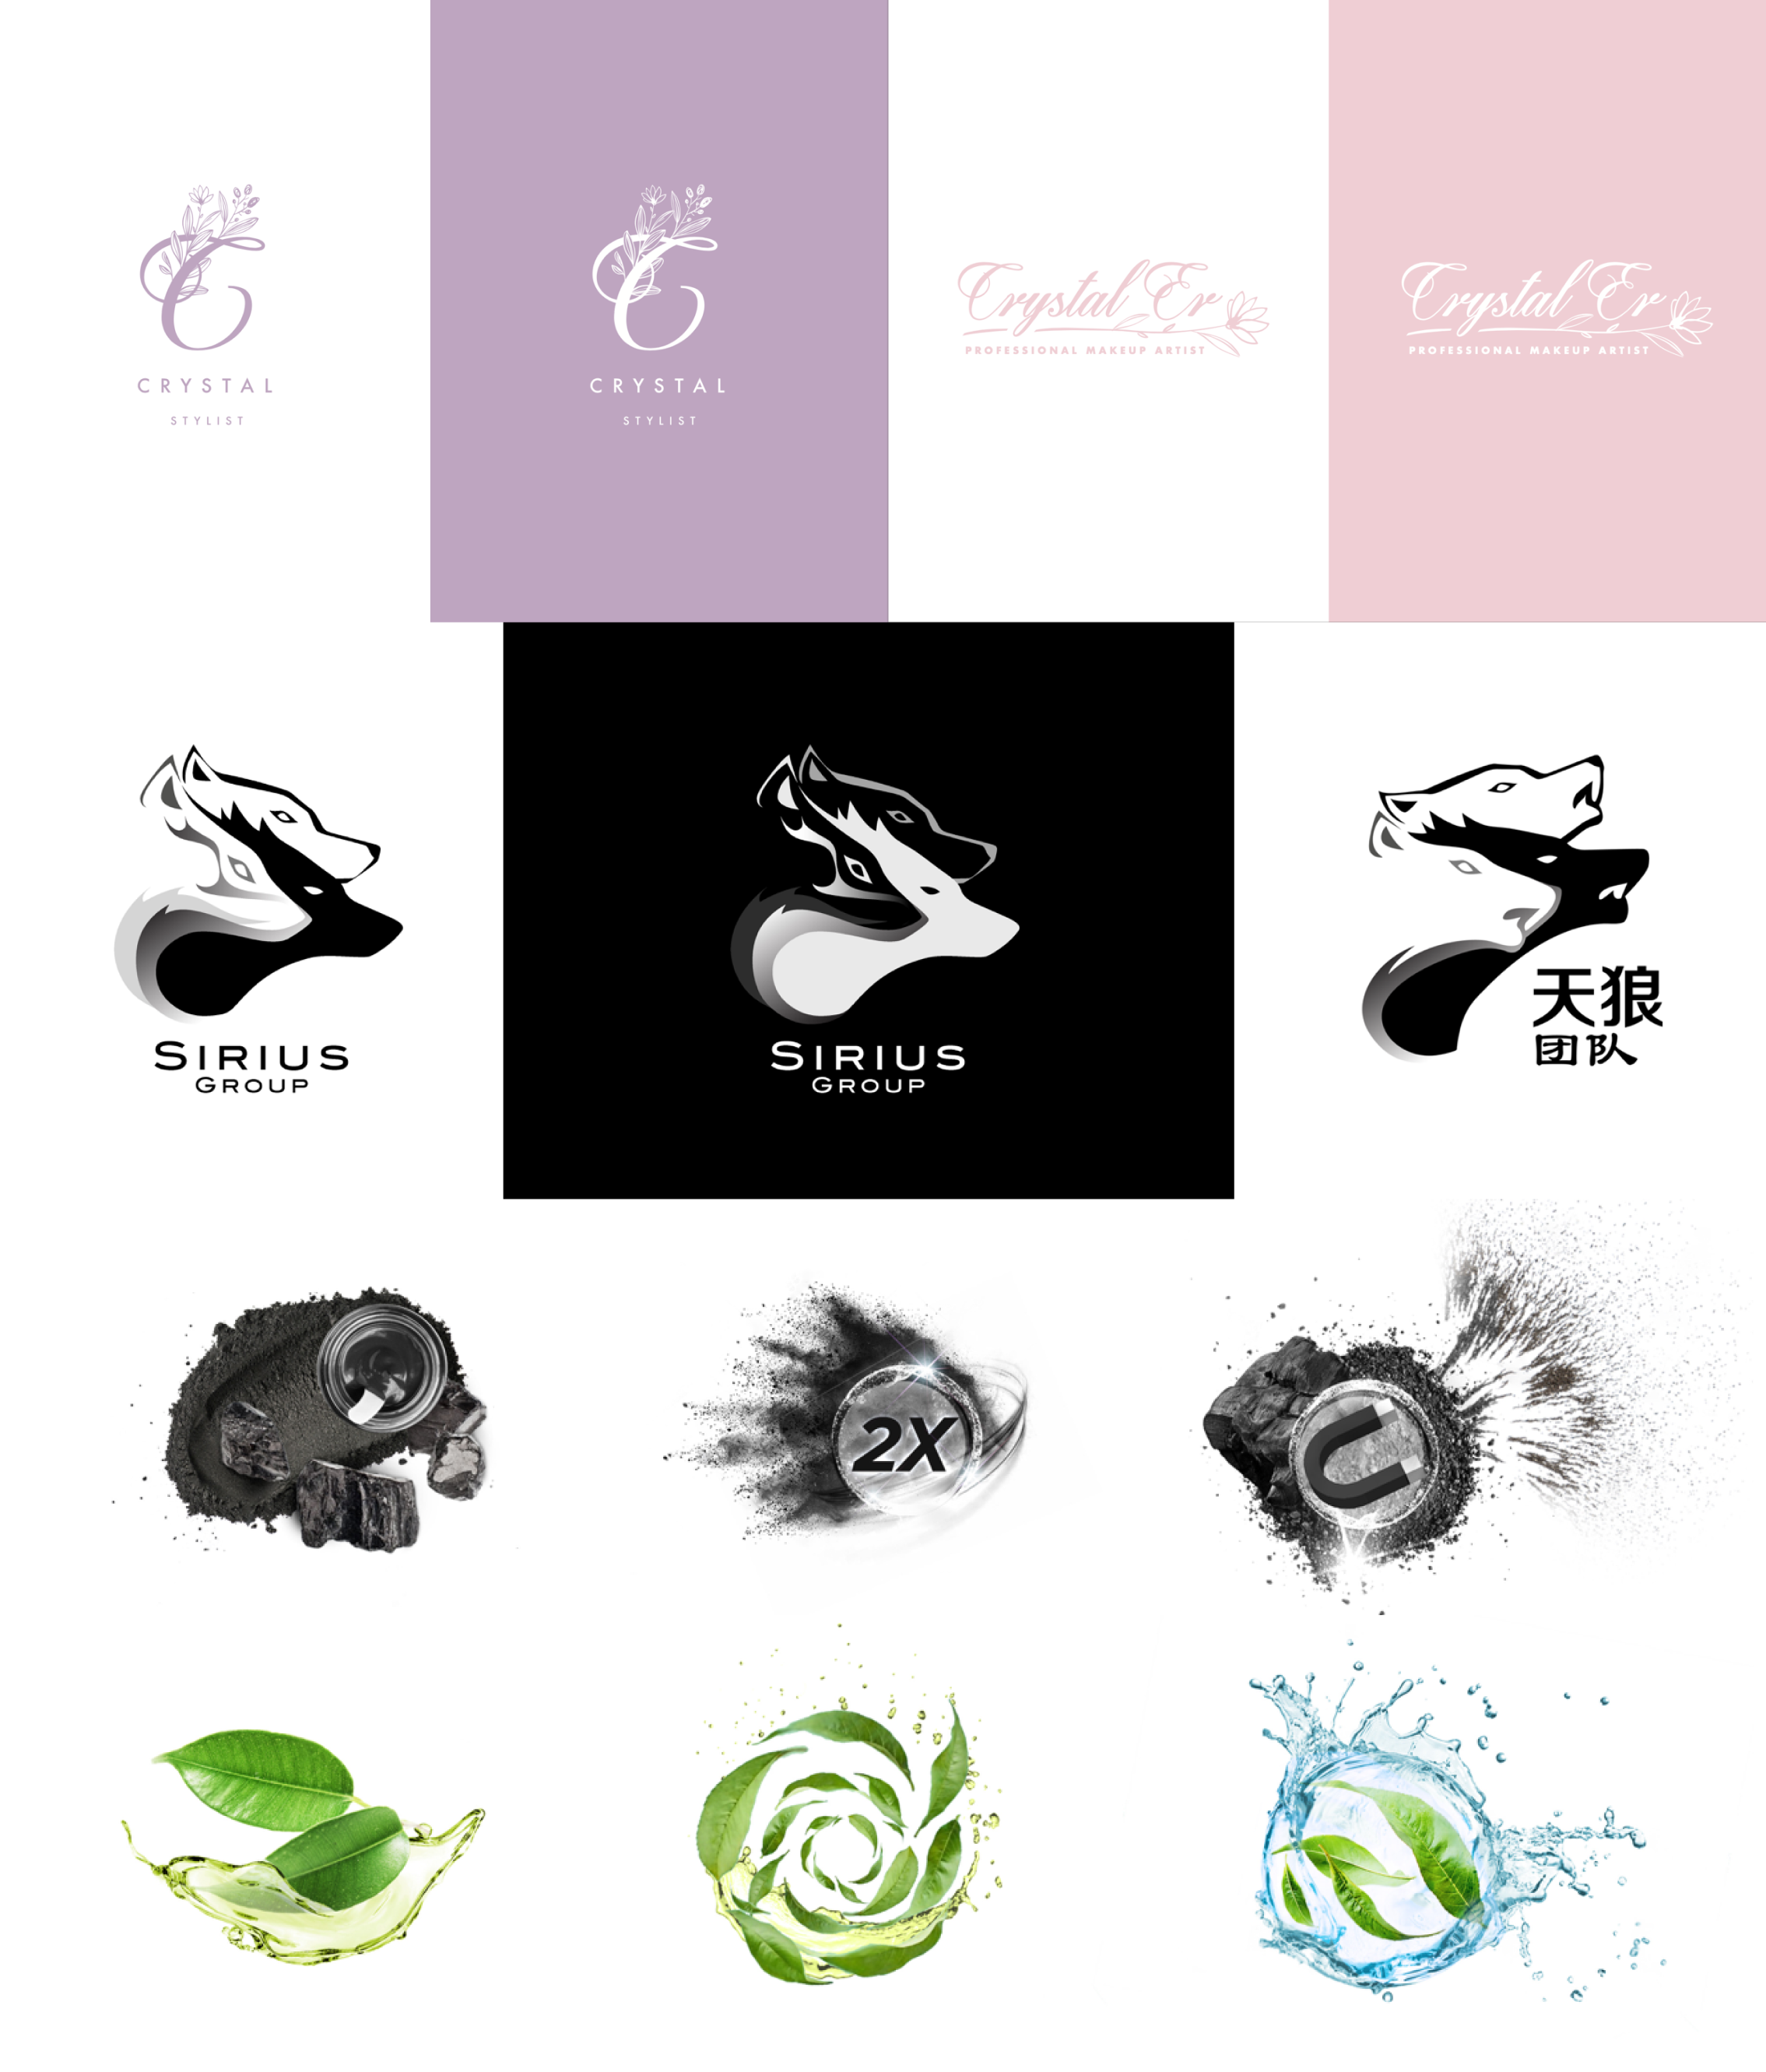 CRYSTAL
STYLIST
CRYSTAL
STYLIST
Crystal Er
PROFESSIONAL MAKEUP ARTIST
Crystal Er
PROFESSIONAL MAKEUP ARTIST
SIRIUS
GROUP
SIRIUS
GROUP
天狼
团队
2X